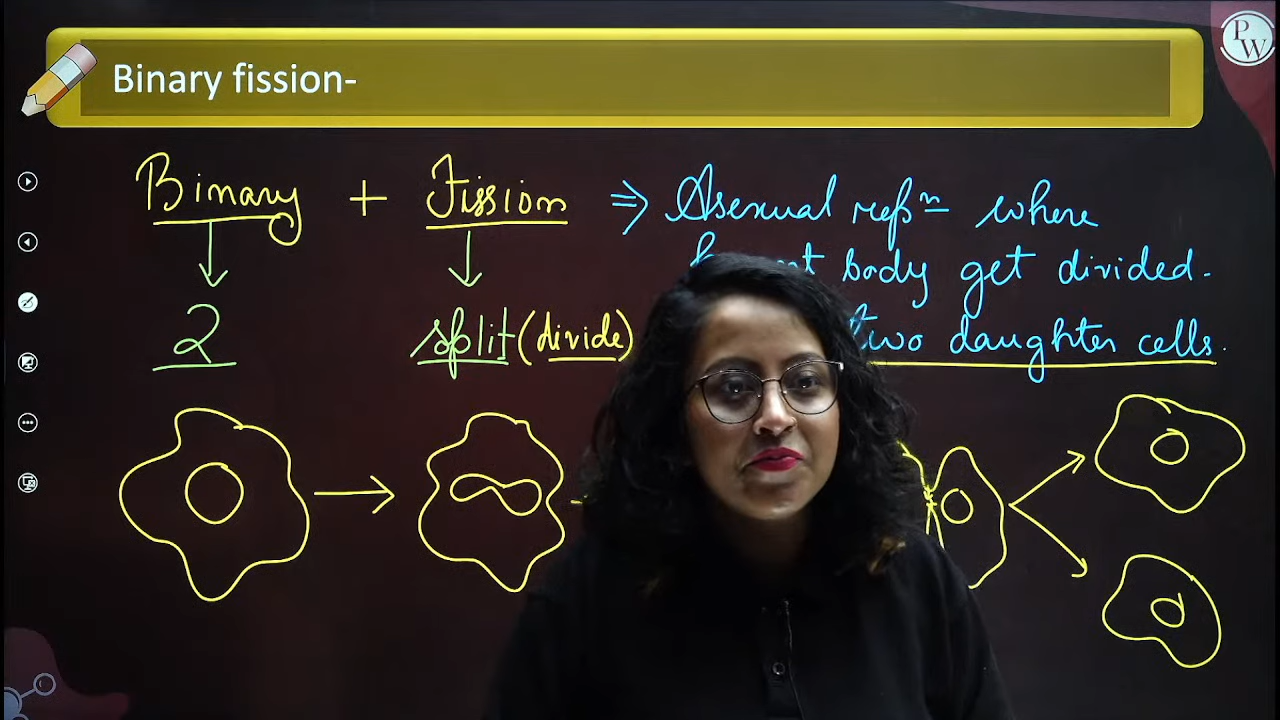 PW
Binary fission-
Binary + Fission ⇒ Asexual repⁿ where
body get divided.
2 split (divide) two daughter cells.